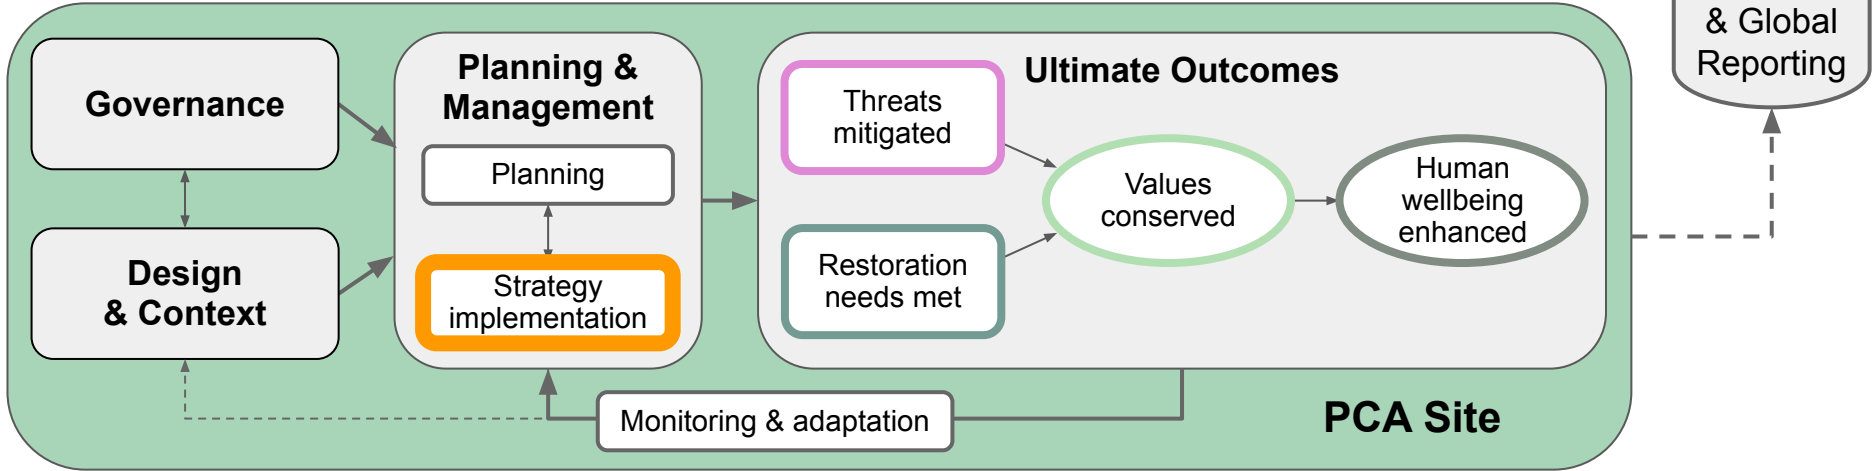 Governance
Design
& Context
Planning &
Management
Planning
Strategy
implementation
Ultimate Outcomes
Threats
mitigated
Restoration
needs met
Values
conserved
Human
wellbeing
enhanced
Monitoring & adaptation
PCA Site
& Global
Reporting